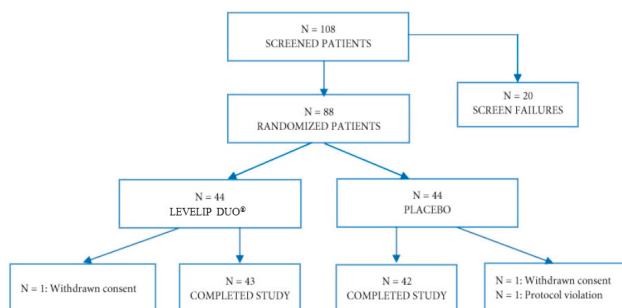 N = 108
SCREENED PATIENTS
N = 20
SCREEN FAILURES
N = 88
RANDOMIZED PATIENTS
N = 44
LEVELIP DUO®
N = 44
PLACEBO
N = 1: Withdrawn consent
N = 43
COMPLETED STUDY
N = 42
COMPLETED STUDY
N = 1: Withdrawn consent
N = 1: Protocol violation